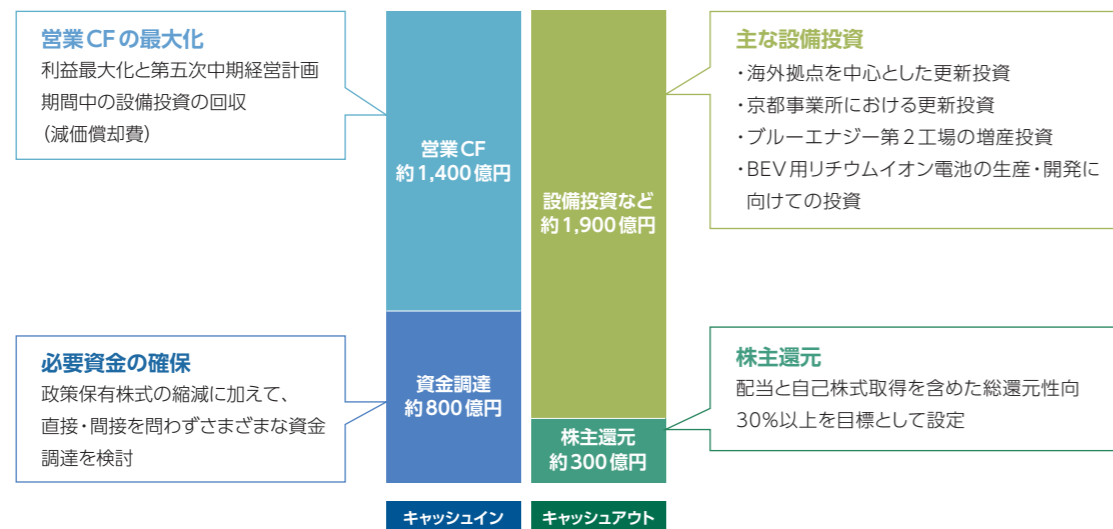 営業CFの最大化
利益最大化と第五次中期経営計画
期間中の設備投資の回収
（減価償却費）
必要資金の確保
政策保有株式の縮減に加えて、
直接・間接を問わずさまざまな資金
調達を検討
営業CF
約1,400億円
資金調達
約800億円
キャッシュイン
設備投資など
約1,900億円
株主還元
約300億円
キャッシュアウト
主な設備投資
・海外拠点を中心とした更新投資
・京都事業所における更新投資
・ブルーエナジー第2工場の増産投資
・BEV用リチウムイオン電池の生産・開発に
向けての投資
株主還元
配当と自己株式取得を含めた総還元性向
30％以上を目標として設定